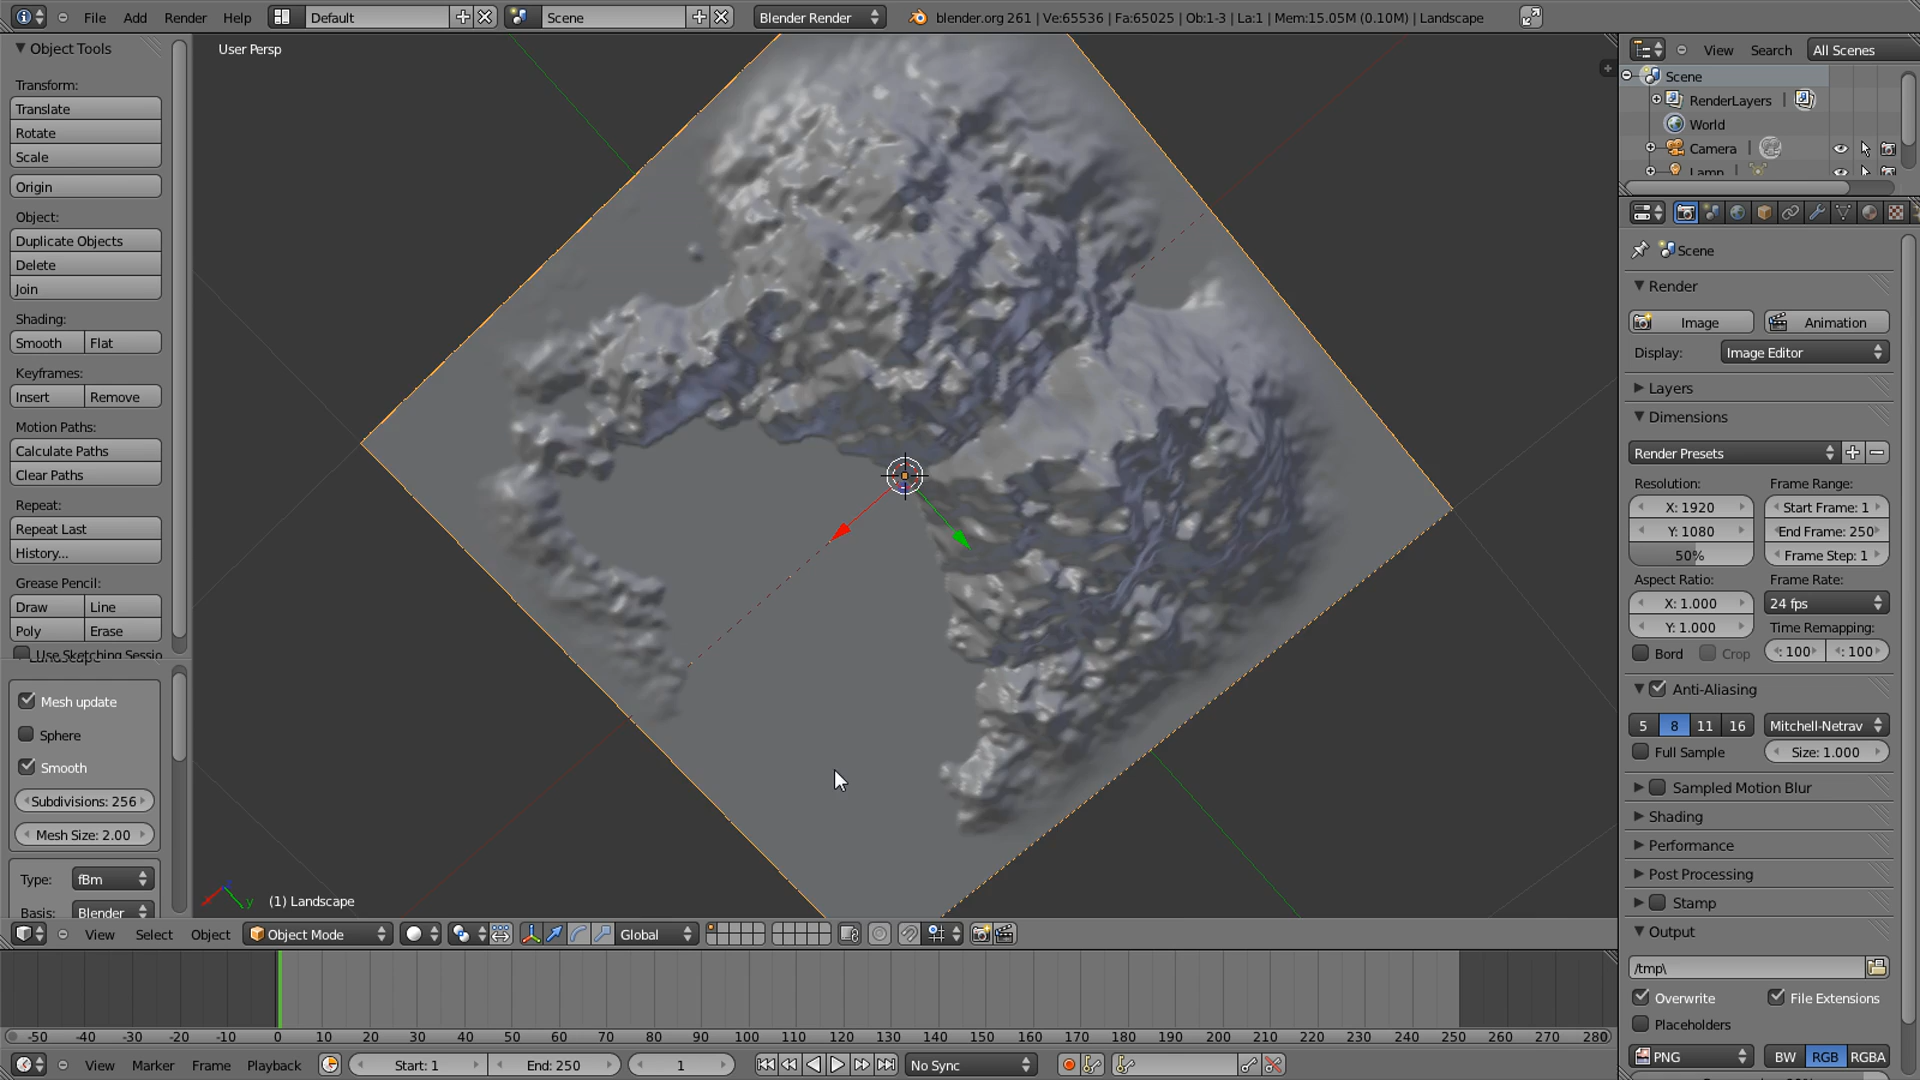 File Add Render Help Default Scene Blender Render blender.org 261 | Ve:65536 | Fa:65025 | Ob:1-3 | La:1 | Mem:15.05M (0.10M) | Landscape
Object Tools
Transform:
Translate
Rotate
Scale
Origin
Object:
Duplicate Objects
Delete
Join
Shading:
Smooth Flat
Keyframes:
Insert Remove
Motion Paths:
Calculate Paths
Clear Paths
Repeat:
Repeat Last
History...
Grease Pencil:
Draw Line
Poly Erase
Use Sketching Sessio
Landscape
Mesh update
Sphere
Smooth
Subdivisions: 256
Mesh Size: 2.00
Type: fBm
Basis: Blender
User Persp
(1) Landscape
y
View Select Object Object Mode Global
View Search All Scenes
Scene
RenderLayers |
World
Camera |
Lamp |
Scene
Render
Image Animation
Display: Image Editor
Layers
Dimensions
Render Presets
Resolution: Frame Range:
X: 1920 Start Frame: 1
Y: 1080 End Frame: 250
50% Frame Step: 1
Aspect Ratio: Frame Rate:
X: 1.000 24 fps
Y: 1.000 Time Remapping:
Bord Crop : 100 : 100
Anti-Aliasing
5 8 11 16 Mitchell-Netrav
Full Sample Size: 1.000
Sampled Motion Blur
Shading
Performance
Post Processing
Stamp
Output
/tmp\
Overwrite File Extensions
Placeholders
PNG BW RGB RGBA
-50 -40 -30 -20 -10 0 10 20 30 40 50 60 70 80 90 100 110 120 130 140 150 160 170 180 190 200 210 220 230 240 250 260 270 280
View Marker Frame Playback Start: 1 End: 250 1 No Sync